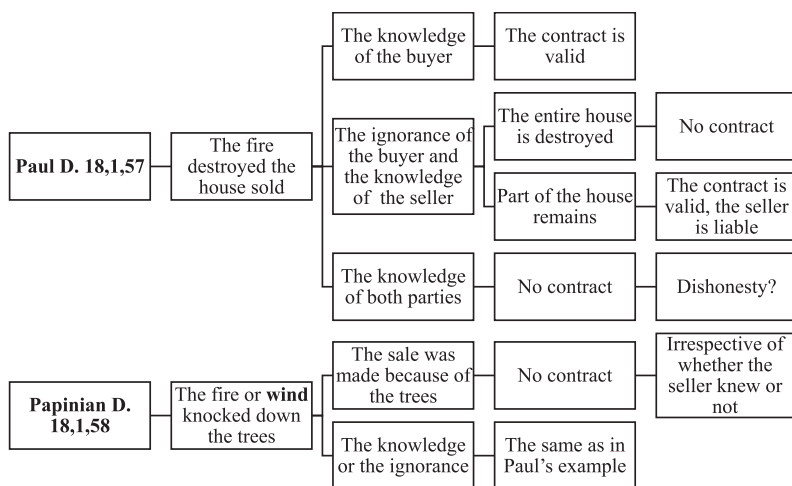 The knowledge
of the buyer
The contract is
valid
Paul D. 18,1,57
The fire
destroyed the
house sold
The ignorance of
the buyer and
the knowledge
of the seller
The entire house
is destroyed
No contract
Part of the house
remains
The contract is
valid, the seller
is liable
The knowledge
of both parties
No contract
Dishonesty?
Papinian D.
18,1,58
The fire or wind
knocked down
the trees
The sale was
made because of
the trees
No contract
Irrespective of
whether the
seller knew or
not
The knowledge
or the ignorance
The same as in
Paul’s example